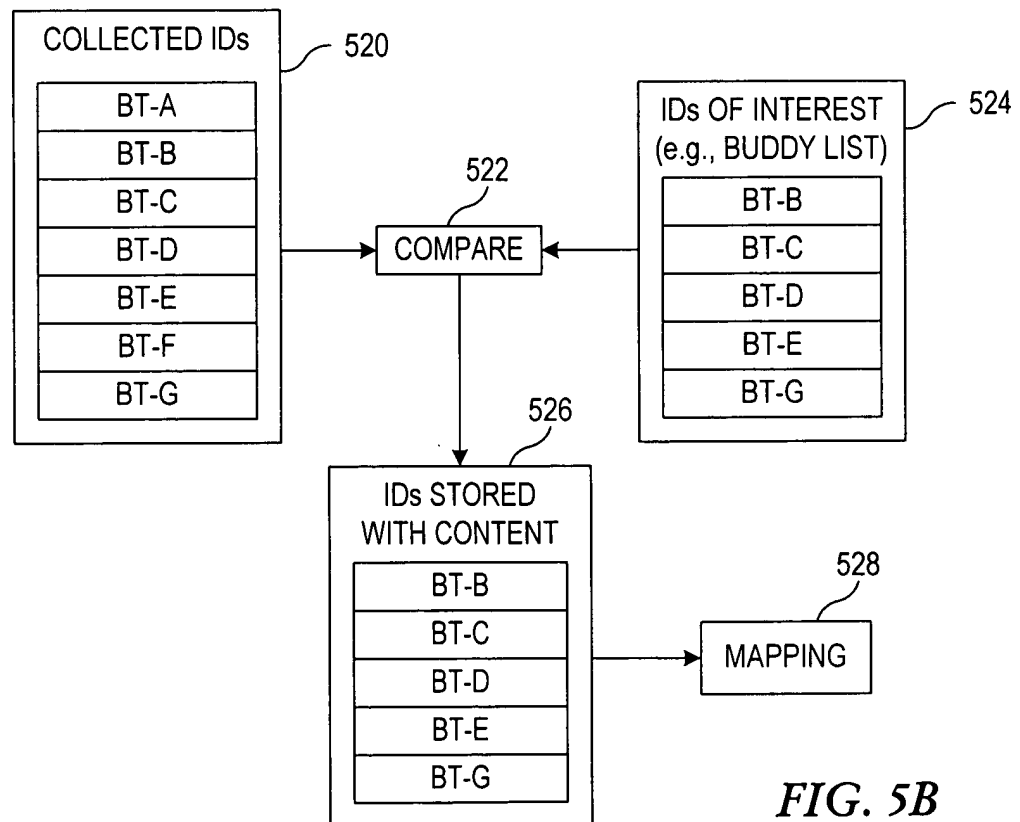 COLLECTED IDs
520
BT-A
BT-B
BT-C
BT-D
BT-E
BT-F
BT-G
522
COMPARE
IDs OF INTEREST
(e.g., BUDDY LIST)
524
BT-B
BT-C
BT-D
BT-E
BT-G
526
IDs STORED
WITH CONTENT
BT-B
BT-C
BT-D
BT-E
BT-G
528
MAPPING
FIG. 5B